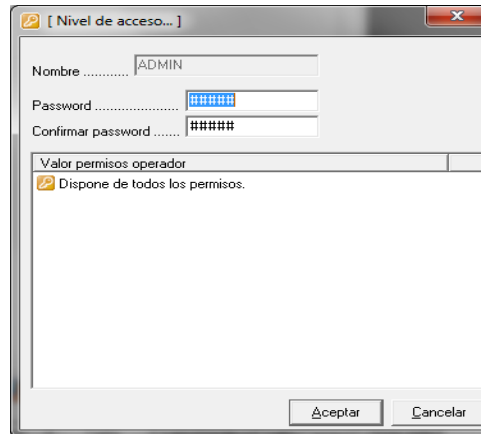 [ Nivel de acceso... ]
Nombre ............ ADMIN
Password ..................... #####
Confirmar password ....... #####
Valor permisos operador
Dispone de todos los permisos.
Aceptar Cancelar